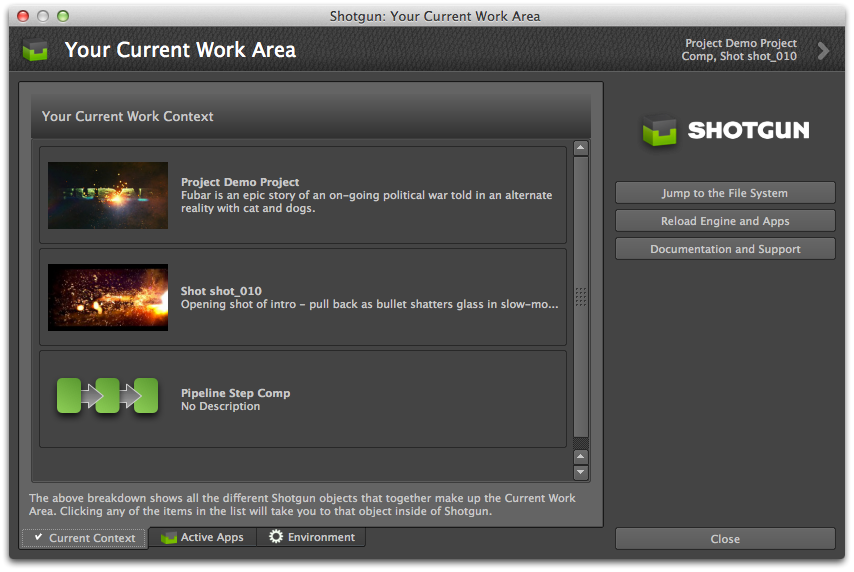 Shotgun: Your Current Work Area
Your Current Work Area
Project Demo Project
Comp, Shot shot_010
Your Current Work Context
Project Demo Project
Fubar is an epic story of an on-going political war told in an alternate
reality with cat and dogs.
Shot shot_010
Opening shot of intro - pull back as bullet shatters glass in slow-mo...
Pipeline Step Comp
No Description
The above breakdown shows all the different Shotgun objects that together make up the Current Work
Area. Clicking any of the items in the list will take you to that object inside of Shotgun.
Current Context
Active Apps
Environment
SHOTGUN
Jump to the File System
Reload Engine and Apps
Documentation and Support
Close